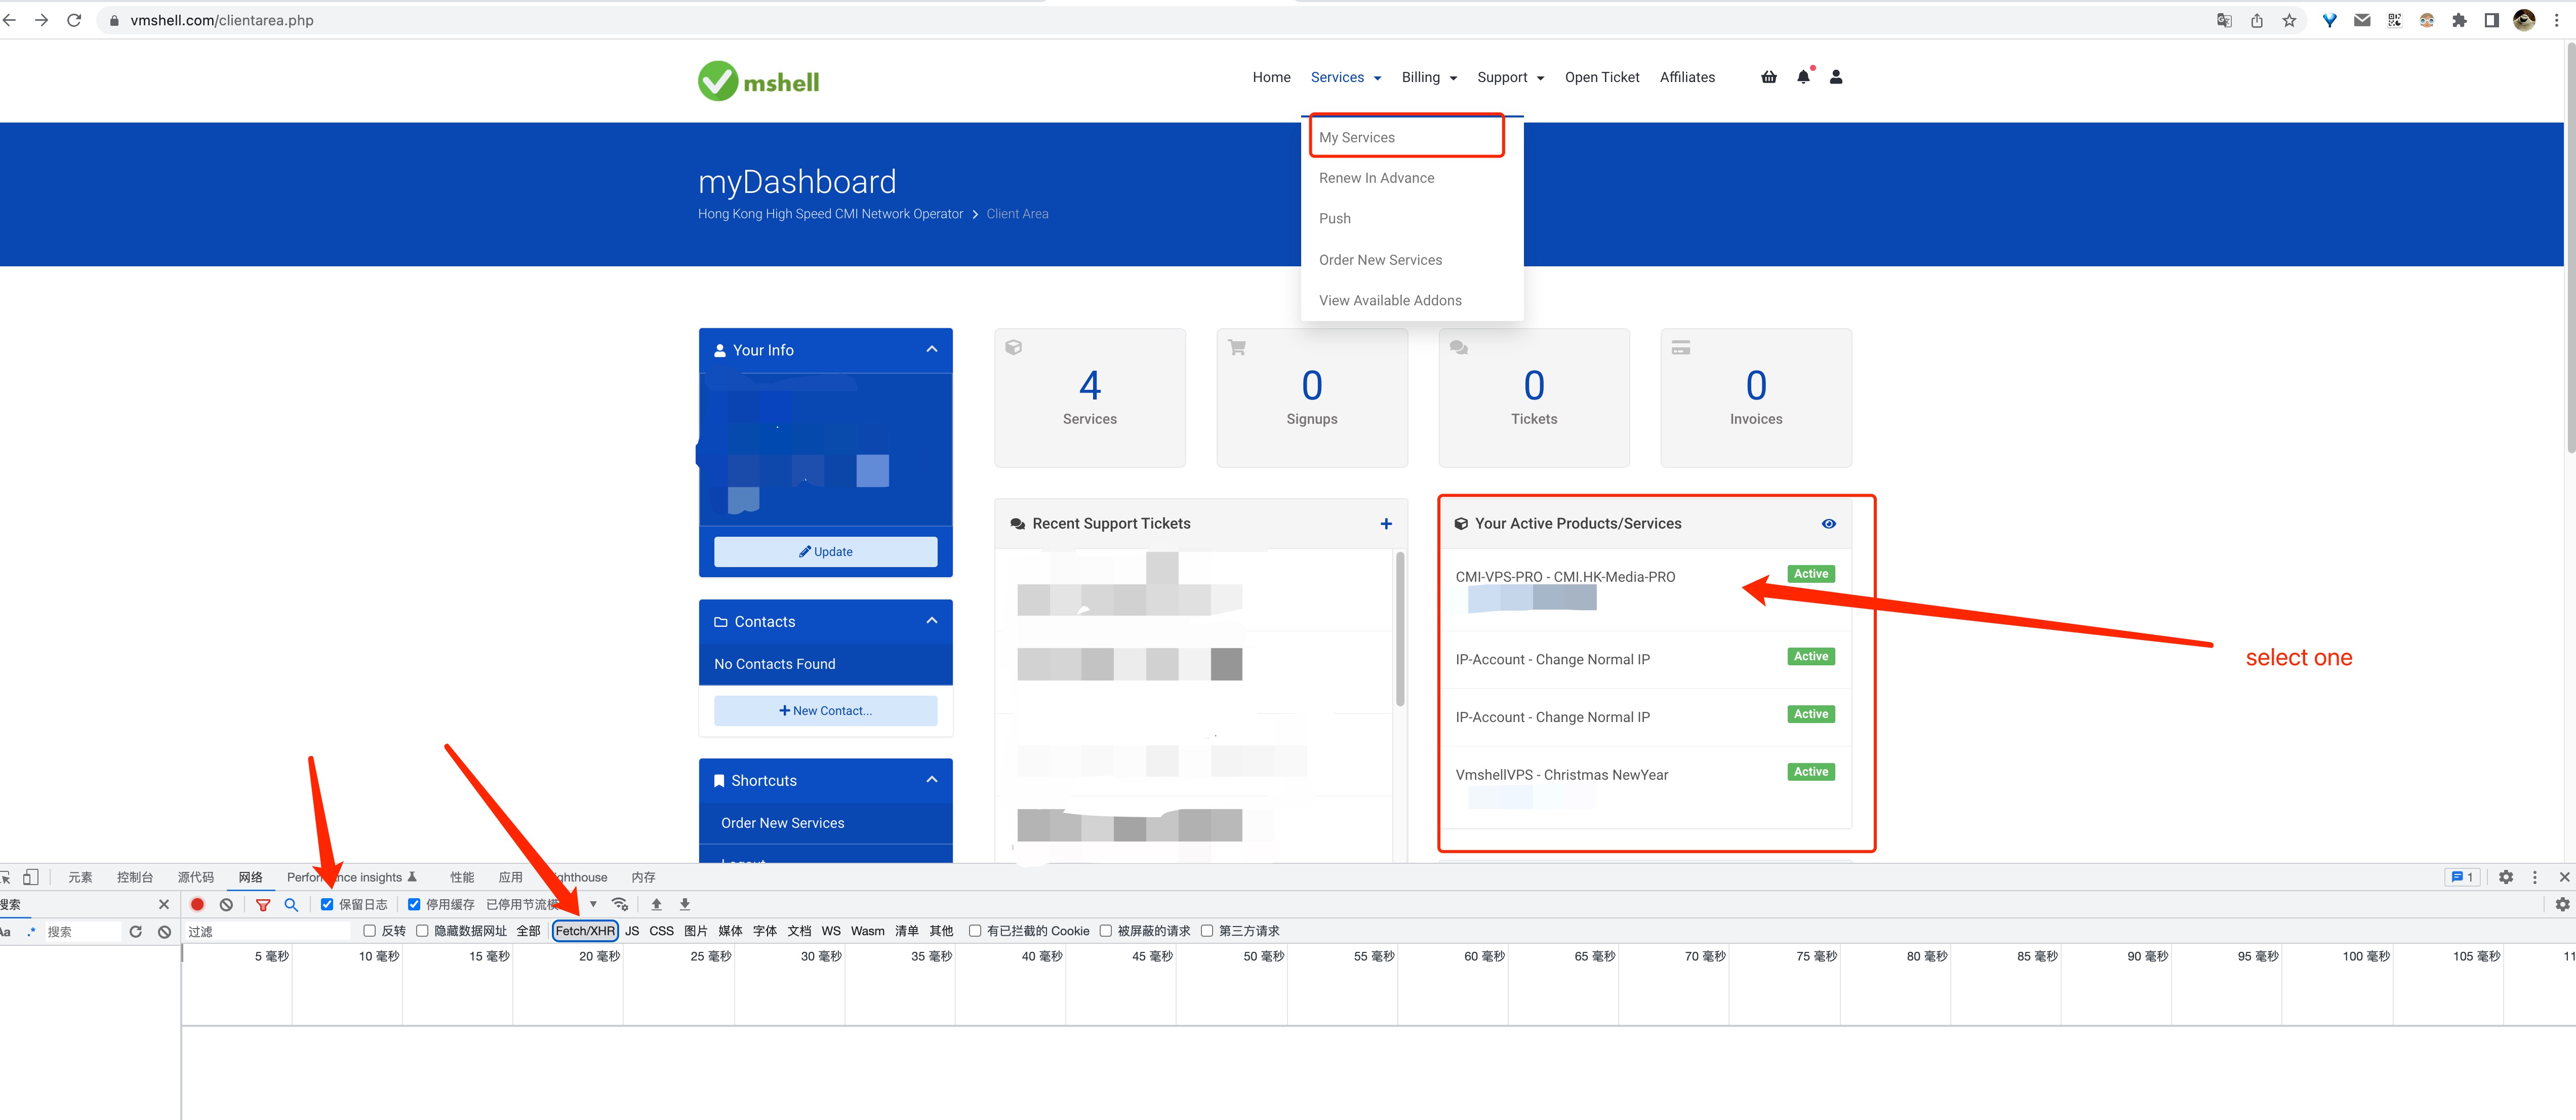 vmshell.com/clientarea.php
mshell
Home Services Billing Support Open Ticket Affiliates
My Services
Renew In Advance
Push
Order New Services
View Available Addons
myDashboard
Hong Kong High Speed CMI Network Operator > Client Area
Your Info
Update
Contacts
No Contacts Found
New Contact...
Shortcuts
Order New Services
Logout
4
Services
0
Signups
0
Tickets
0
Invoices
Recent Support Tickets
Your Active Products/Services
CMI-VPS-PRO - CMI.HK-Media-PRO Active
IP-Account - Change Normal IP Active
IP-Account - Change Normal IP Active
VmshellVPS - Christmas NewYear Active
select one
元素 控制台 源代码 网络 Performance insights 性能 应用 Lighthouse 内存 1
搜索 保留日志 停用缓存 已停用节流模
Aa .* 搜索 过滤 反转 隐藏数据网址 全部 Fetch/XHR JS CSS 图片 媒体 字体 文档 WS Wasm 清单 其他 有已拦截的 Cookie 被屏蔽的请求 第三方请求
5 毫秒 10 毫秒 15 毫秒 20 毫秒 25 毫秒 30 毫秒 35 毫秒 40 毫秒 45 毫秒 50 毫秒 55 毫秒 60 毫秒 65 毫秒 70 毫秒 75 毫秒 80 毫秒 85 毫秒 90 毫秒 95 毫秒 100 毫秒 105 毫秒 11